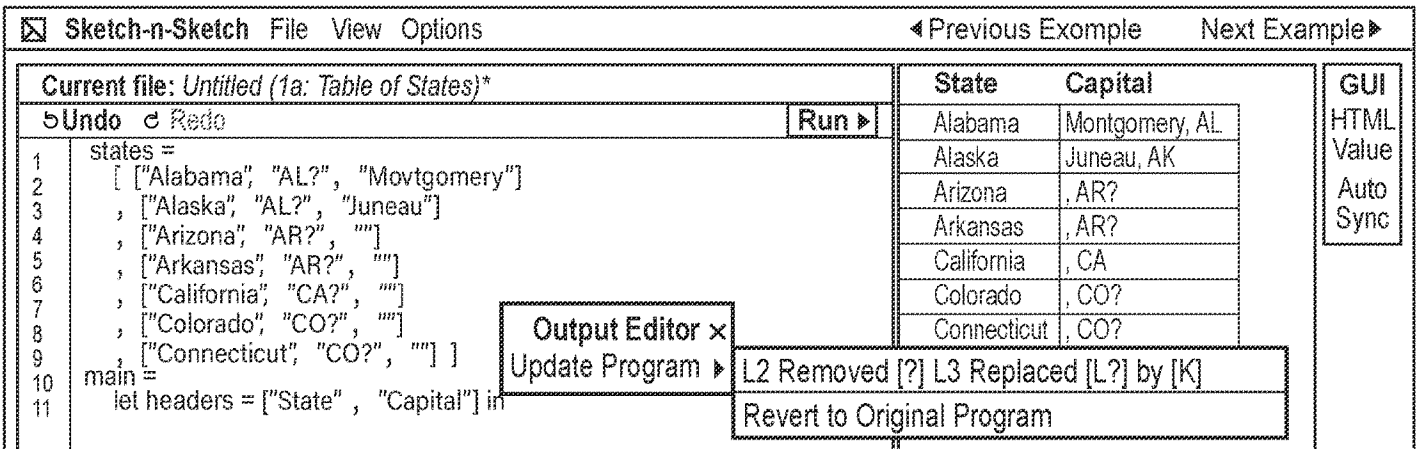 Sketch-n-Sketch File View Options ◀Previous Exomple Next Example▶
Current file: Untitled (1a: Table of States)*
Undo Redo Run ▶
1 states =
2 [ ["Alabama", "AL?", "Movtgomery"]
3 , ["Alaska", "AL?", "Juneau"]
4 , ["Arizona", "AR?", ""]
5 , ["Arkansas", "AR?", ""]
6 , ["California", "CA?", ""]
7 , ["Colorado", "CO?", ""]
8 , ["Connecticut", "CO?", ""] ]
9
10 main =
11 let headers = ["State" , "Capital"] in
Output Editor ×
Update Program ▶
L2 Removed [?] L3 Replaced [L?] by [K]
Revert to Original Program
State Capital
Alabama Montgomery, AL
Alaska Juneau, AK
Arizona , AR?
Arkansas , AR?
California , CA
Colorado , CO?
Connecticut , CO?
GUI
HTML
Value
Auto
Sync